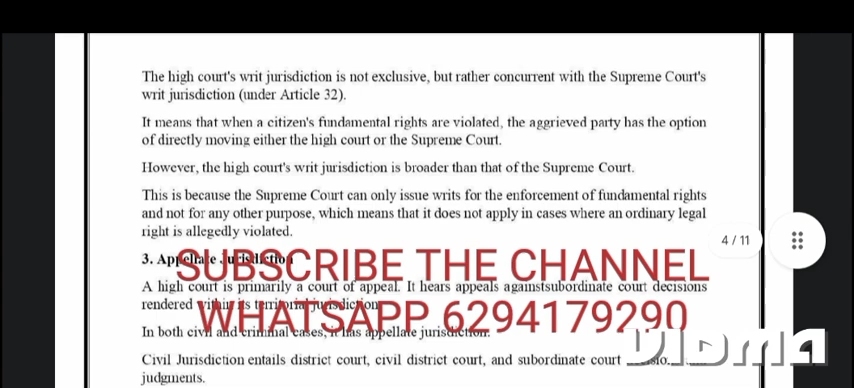 The high court's writ jurisdiction is not exclusive, but rather concurrent with the Supreme Court's
writ jurisdiction (under Article 32).
It means that when a citizen's fundamental rights are violated, the aggrieved party has the option
of directly moving either the high court or the Supreme Court.
However, the high court's writ jurisdiction is broader than that of the Supreme Court.
This is because the Supreme Court can only issue writs for the enforcement of fundamental rights
and not for any other purpose, which means that it does not apply in cases where an ordinary legal
right is allegedly violated.
4 / 11
3. Appellate Jurisdiction
SUBSCRIBE THE CHANNEL
A high court is primarily a court of appeal. It hears appeals againstsubordinate court decisions
rendered within its territorial jurisdiction
WHATSAPP 6294179290
In both civil and criminal cases, it has appellate jurisdiction.
Civil Jurisdiction entails district court, civil district court, and subordinate court
VIDMA
judgments.